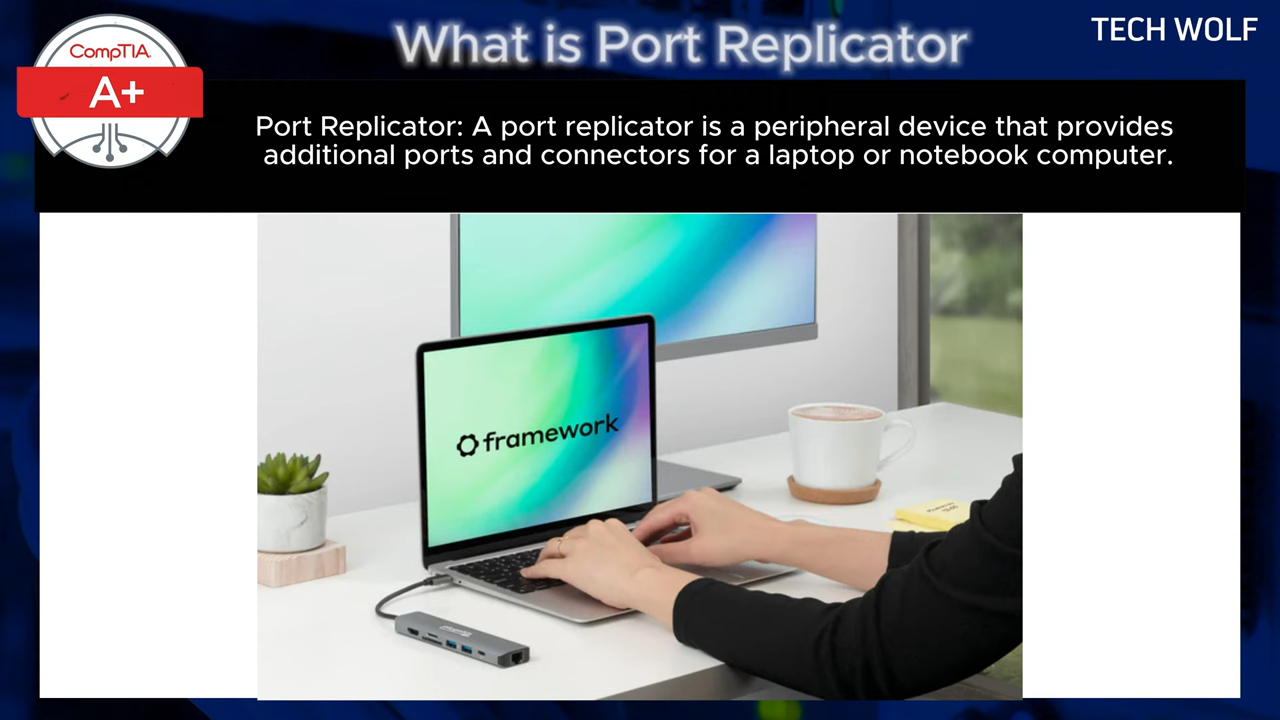 What is Port Replicator
TECH WOLF
CompTIA.
A+
Port Replicator: A port replicator is a peripheral device that provides
additional ports and connectors for a laptop or notebook computer.
framework